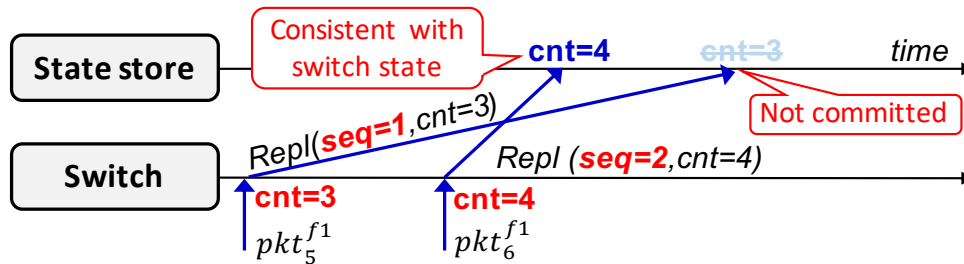 State store
Consistent with
switch state
cnt=4
cnt=3
time
Not committed
Repl(seq=1,cnt=3)
Repl (seq=2,cnt=4)
Switch
cnt=3
cnt=4
pkt_5^{f1}
pkt_6^{f1}